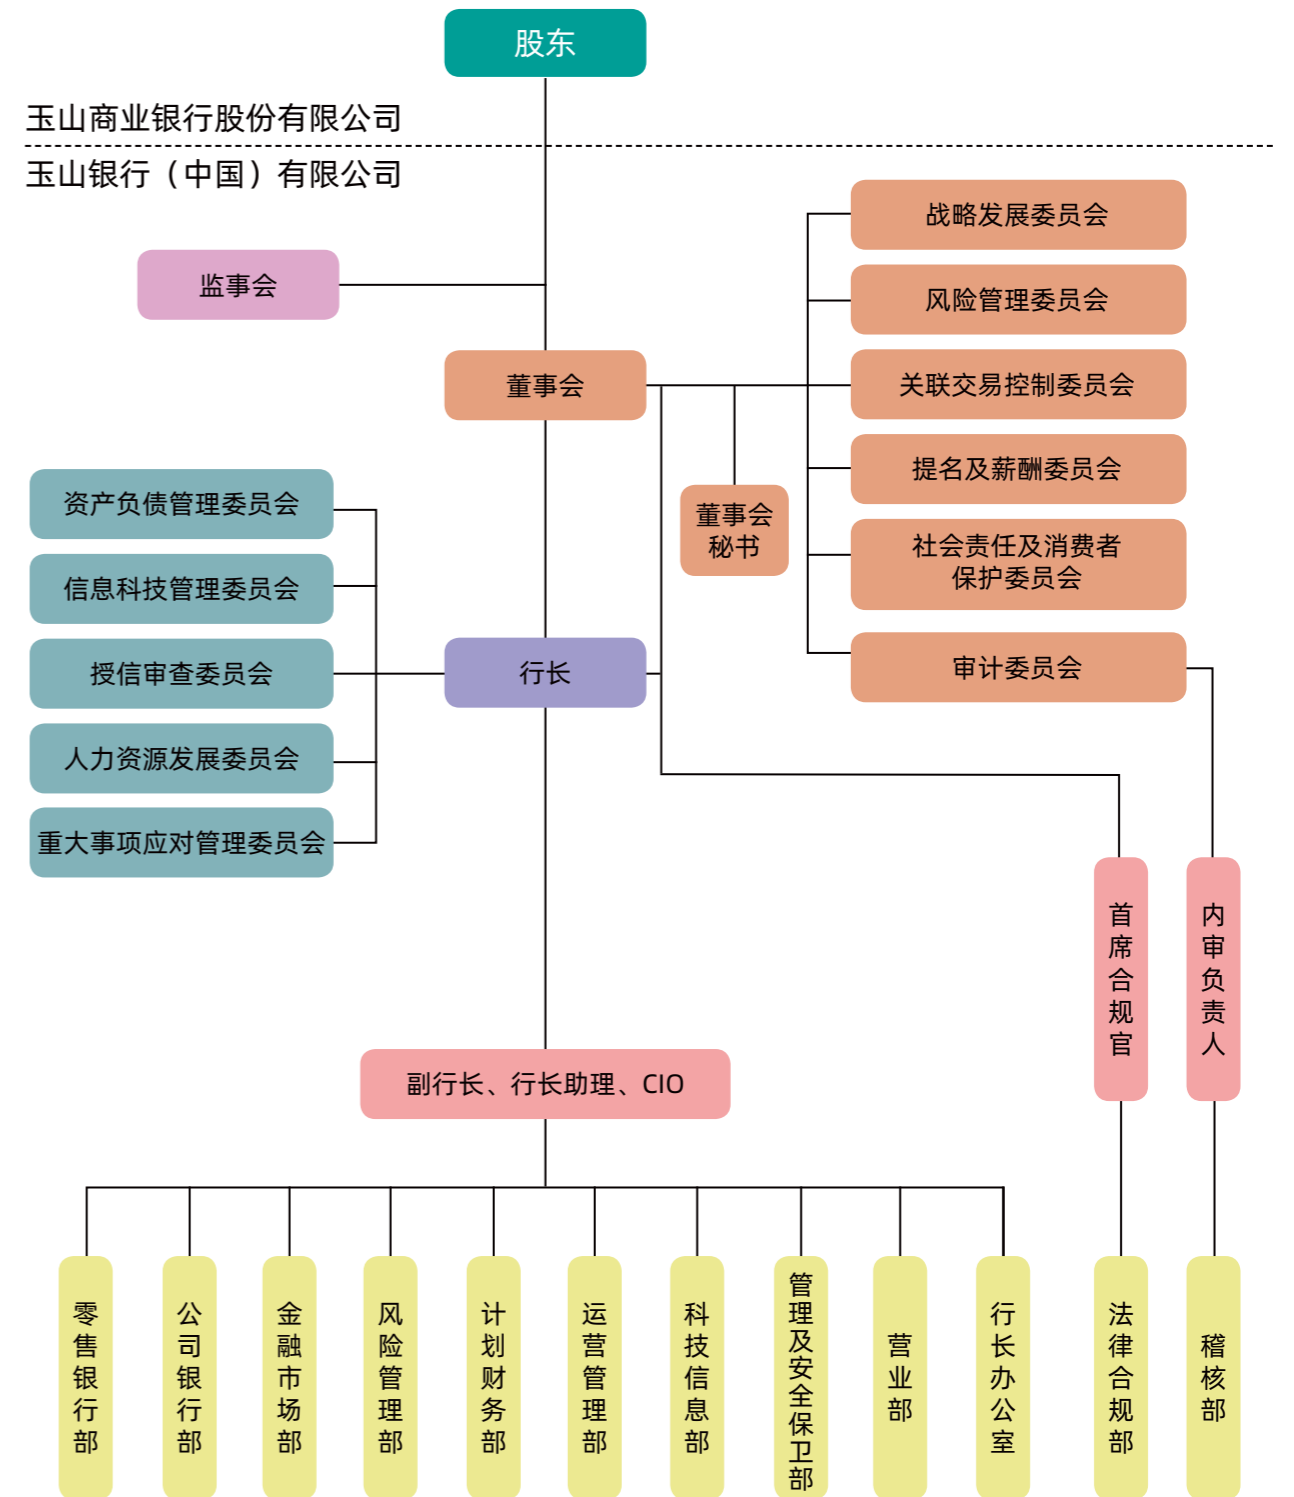 股东
玉山商业银行股份有限公司
玉山银行（中国）有限公司
监事会
董事会
战略发展委员会
风险管理委员会
关联交易控制委员会
提名及薪酬委员会
社会责任及消费者
保护委员会
审计委员会
董事会
秘书
资产负债管理委员会
信息科技管理委员会
授信审查委员会
人力资源发展委员会
重大事项应对管理委员会
行长
首席合规官
内审负责人
副行长、行长助理、CIO
零售银行部
公司银行部
金融市场部
风险管理部
计划财务部
运营管理部
科技信息部
管理及安全保卫部
营业部
行长办公室
法律合规部
稽核部